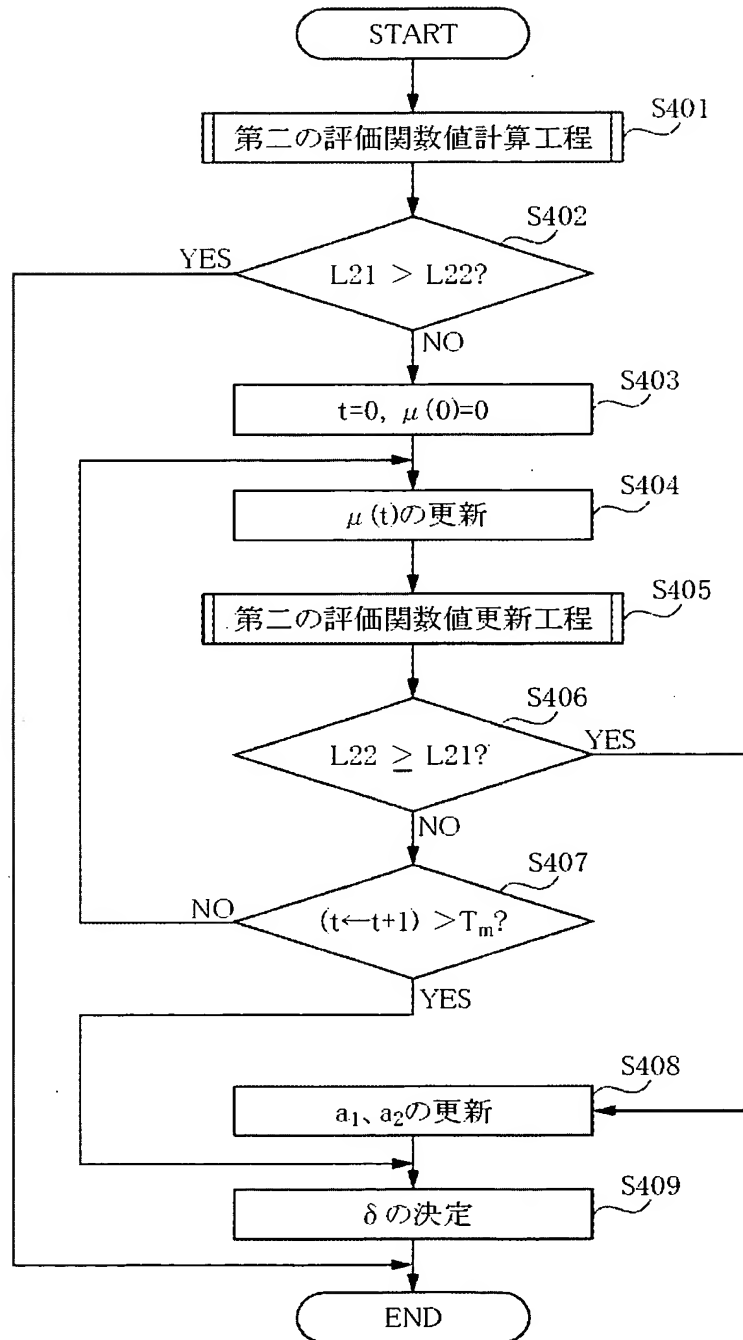 START
S401
第二の評価関数値計算工程
S402
YES
L21 > L22?
NO
S403
t=0, μ(0)=0
S404
μ(t)の更新
S405
第二の評価関数値更新工程
S406
YES
L22 ≥ L21?
NO
S407
NO
(t←t+1) >Tm?
YES
S408
a1、a2の更新
S409
δの決定
END